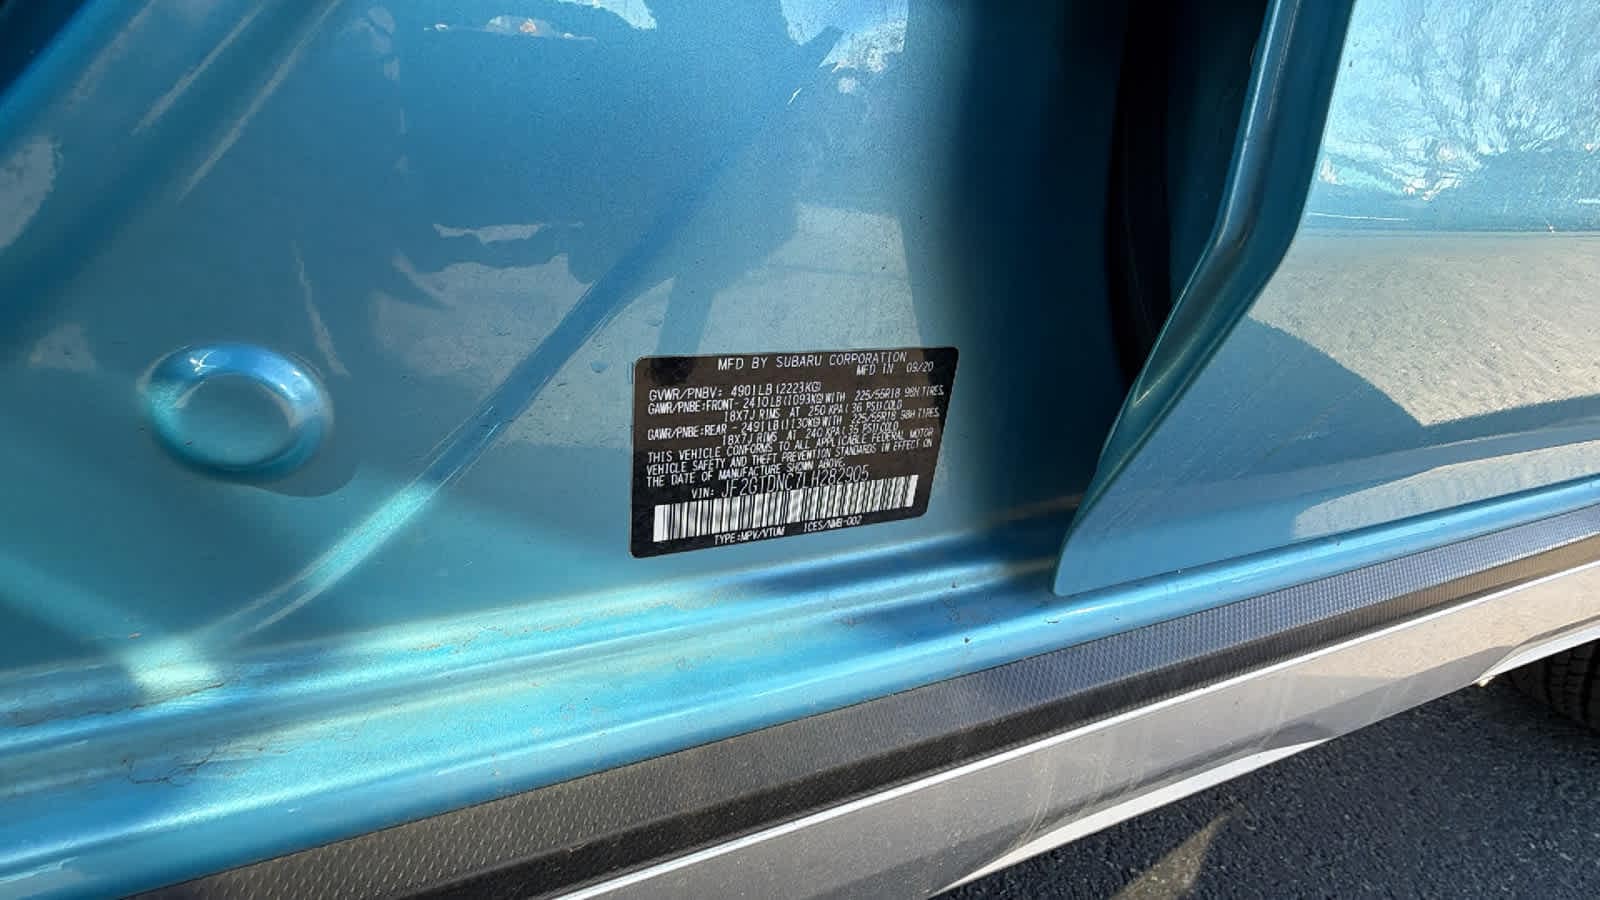 MFD BY SUBARU CORPORATION
MFD IN 09/20
GVWR/PNBV: 4901LB(2223KG)
GAWR/PNBE:FRONT- 2410LB(1093KG)WITH 225/55R18 98H TIRES,
18X7J RIMS AT 250 KPA(36 PSI)COLD
GAWR/PNBE:REAR - 2491LB(1130KG)WITH 225/55R18 98H TIRES,
18X7J RIMS AT 240 KPA(35 PSI)COLD
THIS VEHICLE CONFORMS TO ALL APPLICABLE FEDERAL MOTOR
VEHICLE SAFETY AND THEFT PREVENTION STANDARDS IN EFFECT ON
THE DATE OF MANUFACTURE SHOWN ABOVE.
VIN: JF2GTDNC7LH282905
TYPE:MPV/VTUM ICES/NMB-002